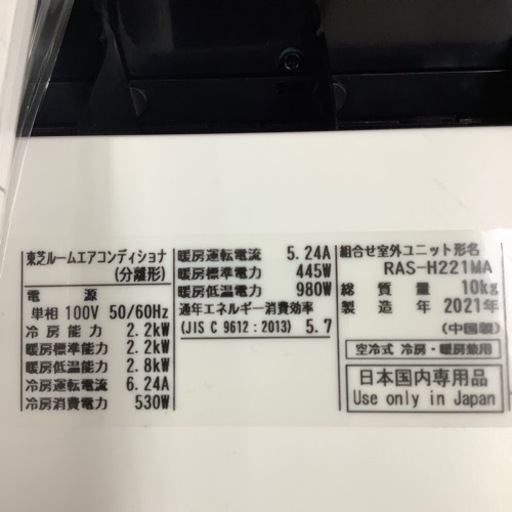 東芝ルームエアコンディショナ
(分離形)
電 源
単相 100V 50/60Hz
冷房能力 2.2kW
暖房標準能力 2.2kW
暖房低温能力 2.8kW
冷房運転電流 6.24A
冷房消費電力 530W
暖房運転電流 5.24A
暖房標準電力 445W
暖房低温電力 980W
通年エネルギー消費効率
(JIS C 9612 : 2013) 5.7
組合せ室外ユニット形名
RAS-H221MA
総質量 10kg
製造年 2021年
(中国製)
空冷式 冷房・暖房兼用
日本国内専用品
Use only in Japan